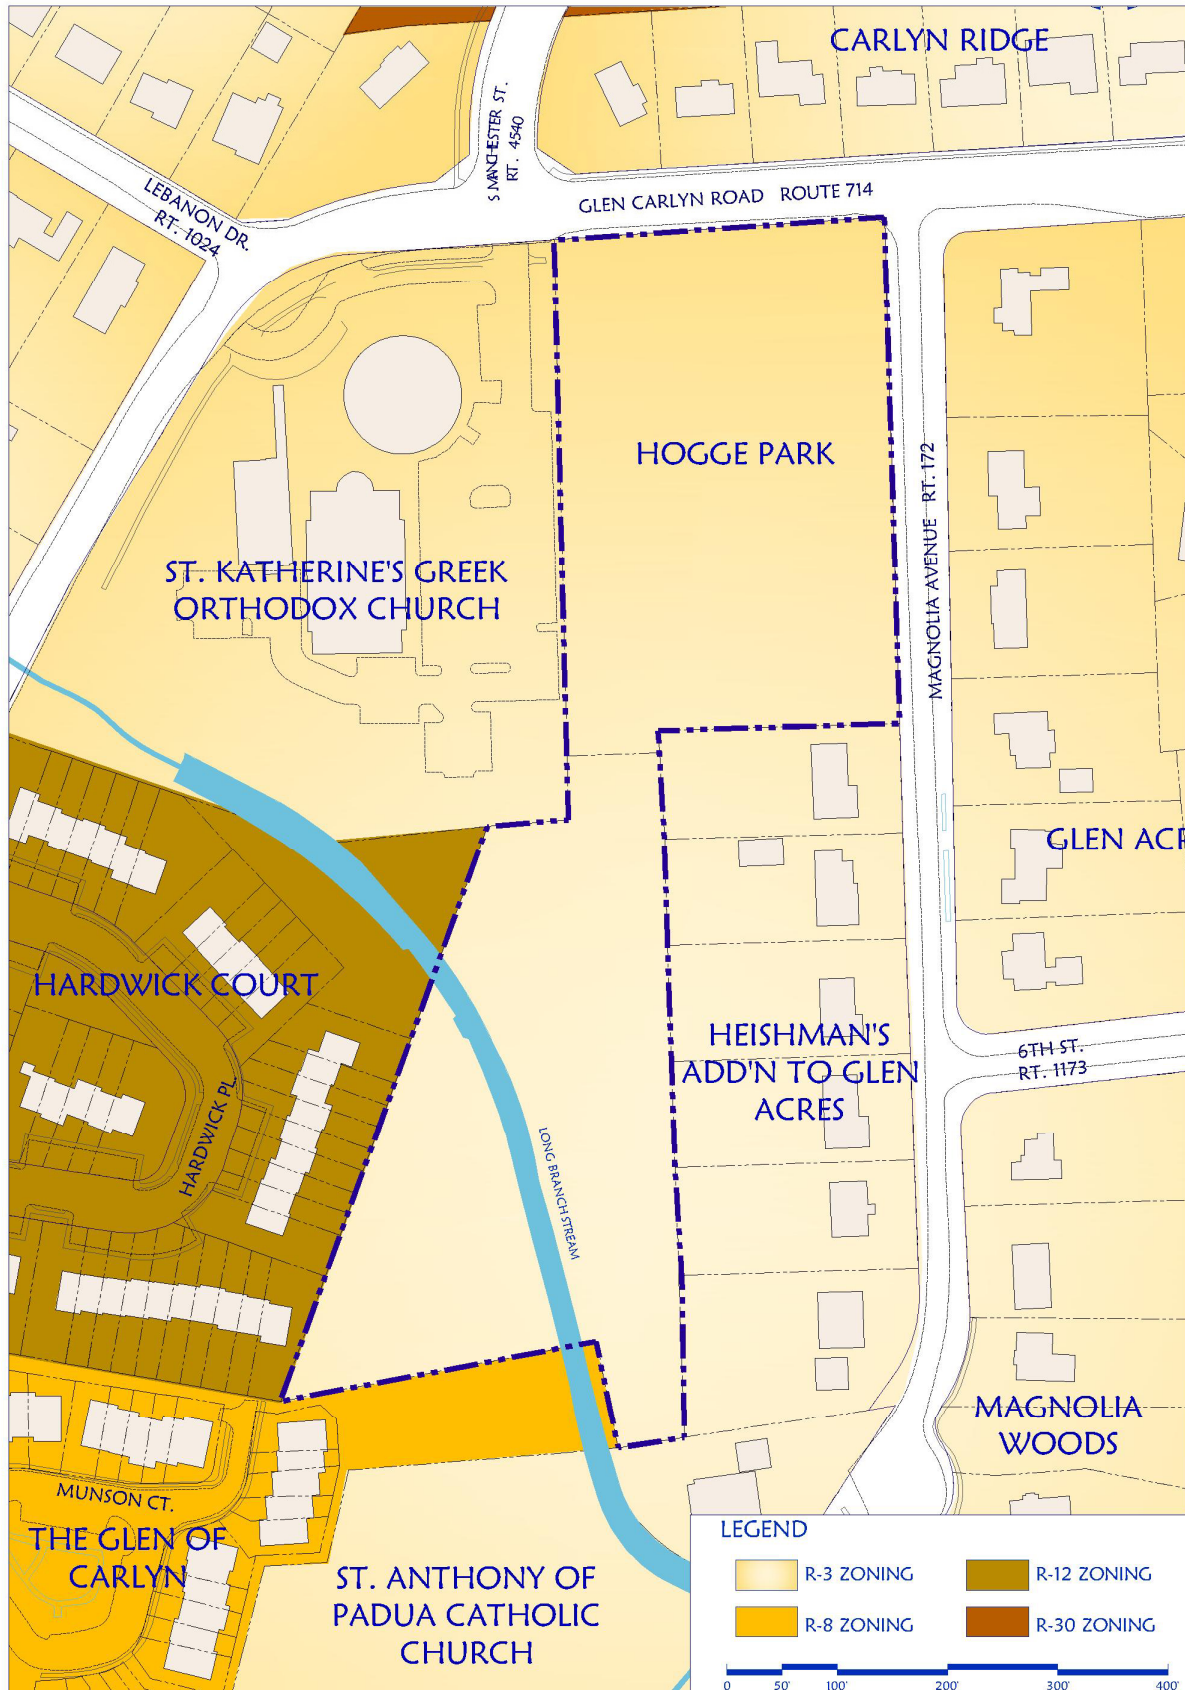 CARLYN RIDGE
S MANCHESTER ST.
RT. 4540
LEBANON DR.
RT. 1024
GLEN CARLYN ROAD ROUTE 714
HOGGE PARK
MAGNOLIA AVENUE RT. 172
ST. KATHERINE'S GREEK
ORTHODOX CHURCH
GLEN ACR
HARDWICK COURT
HARDWICK PL.
HEISHMAN'S
ADD'N TO GLEN
ACRES
6TH ST.
RT. 1173
LONG BRANCH STREAM
MAGNOLIA
WOODS
MUNSON CT.
THE GLEN OF
CARLYN
ST. ANTHONY OF
PADUA CATHOLIC
CHURCH
LEGEND
R-3 ZONING
R-12 ZONING
R-8 ZONING
R-30 ZONING
0 50' 100' 200' 300' 400'